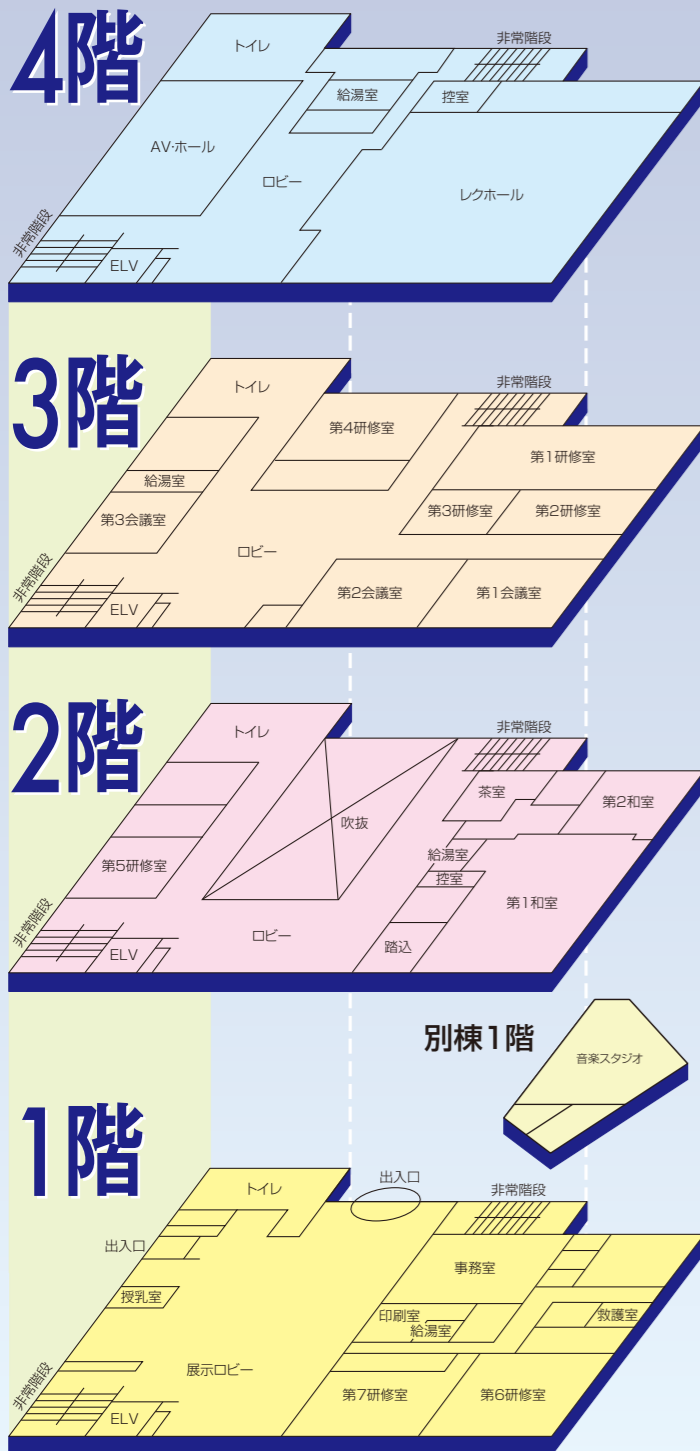 4階
トイレ
非常階段
給湯室
控室
AV・ホール
ロビー
レクホール
非常階段
ELV
3階
トイレ
非常階段
第4研修室
第1研修室
給湯室
第3研修室
第2研修室
第3会議室
ロビー
非常階段
第2会議室
第1会議室
ELV
2階
トイレ
非常階段
茶室
第2和室
吹抜
給湯室
第5研修室
控室
第1和室
非常階段
ロビー
踏込
ELV
別棟1階
音楽スタジオ
1階
トイレ
出入口
非常階段
出入口
事務室
授乳室
印刷室
救護室
給湯室
展示ロビー
非常階段
第7研修室
第6研修室
ELV